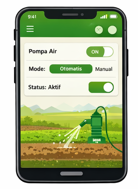 9:41
Pompa Air ON
Mode: Otomatis Manual
Status: Aktif